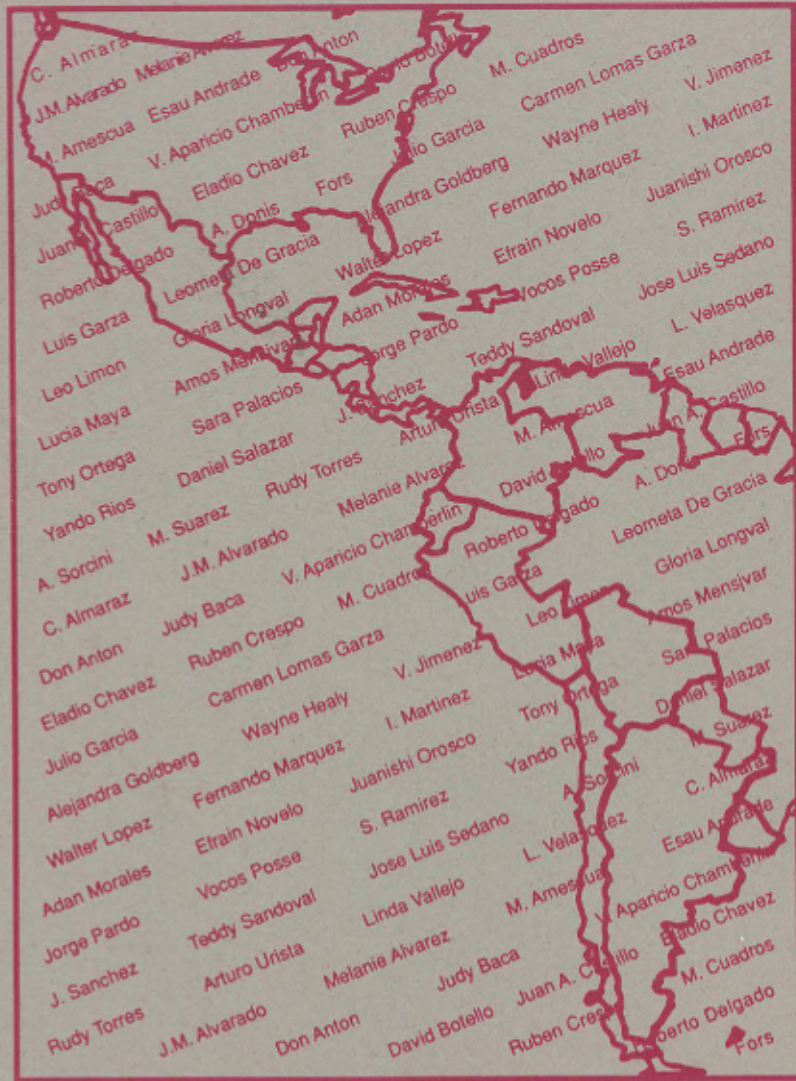 C. Almaraz
J.M. Alvarado Melanie Alvarez
M. Amescua Esau Andrade Don Anton
Judy Baca V. Aparicio Chamberlin David Botello
Juan A. Castillo Eladio Chavez Ruben Crespo M. Cuadros
Roberto Delgado A. Donis Fors Julio Garcia Carmen Lomas Garza
Luis Garza Leometa De Gracia Alejandra Goldberg Wayne Healy V. Jimenez
Leo Limon Gloria Longval Walter Lopez Fernando Marquez I. Martinez
Lucia Maya Amos Mensjvar Adan Morales Efrain Novelo Juanishi Orosco
Tony Ortega Sara Palacios Jorge Pardo Vocos Posse S. Ramirez
Yando Rios Daniel Salazar J. Sanchez Teddy Sandoval Jose Luis Sedano
A. Sorcini M. Suarez Rudy Torres Arturo Urista Linda Vallejo L. Velasquez
C. Almaraz J.M. Alvarado Melanie Alvarez M. Amescua Esau Andrade
Don Anton Judy Baca V. Aparicio Chamberlin David Botello Juan A. Castillo
Eladio Chavez Ruben Crespo M. Cuadros Roberto Delgado A. Donis Fors
Julio Garcia Carmen Lomas Garza Luis Garza Leometa De Gracia
Alejandra Goldberg Wayne Healy V. Jimenez Leo Limon Gloria Longval
Walter Lopez Fernando Marquez I. Martinez Lucia Maya Amos Mensjvar
Adan Morales Efrain Novelo Juanishi Orosco Tony Ortega Sara Palacios
Jorge Pardo Vocos Posse S. Ramirez Yando Rios Daniel Salazar
J. Sanchez Teddy Sandoval Jose Luis Sedano A. Sorcini M. Suarez
Rudy Torres Arturo Urista Linda Vallejo L. Velasquez C. Almaraz
J.M. Alvarado Melanie Alvarez M. Amescua Esau Andrade
Don Anton Judy Baca V. Aparicio Chamberlin
David Botello Juan A. Castillo Eladio Chavez
Ruben Crespo M. Cuadros
Roberto Delgado
Fors